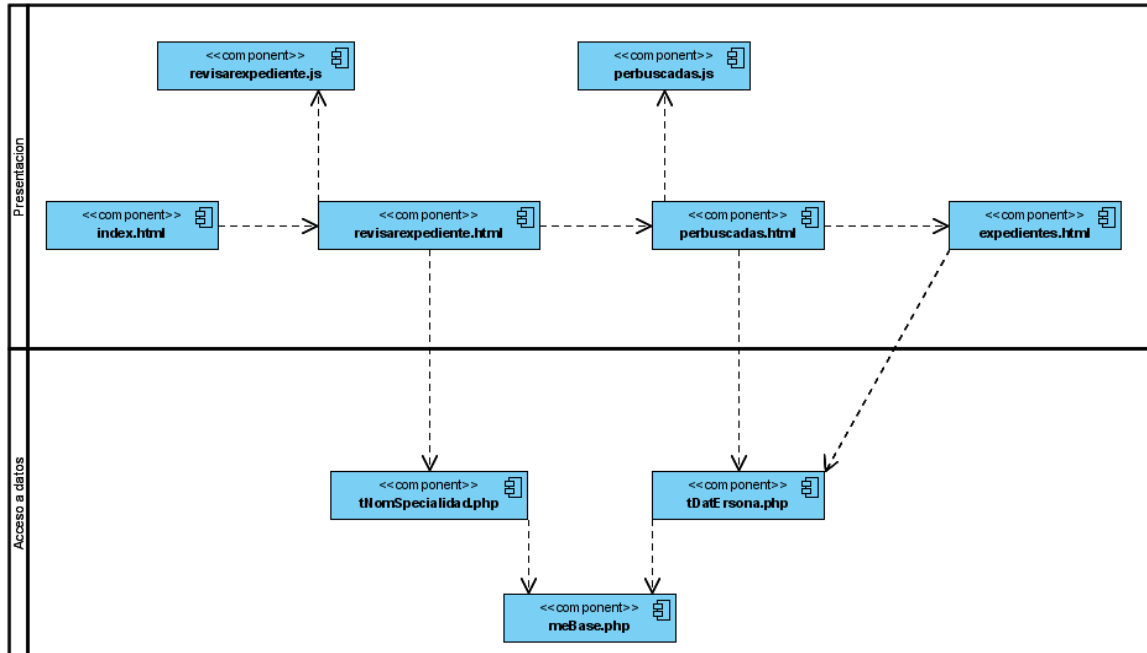 Presentacion
<<component>>
revisarexpediente.js
<<component>>
perbuscadas.js
<<component>>
index.html
<<component>>
revisarexpediente.html
<<component>>
perbuscadas.html
<<component>>
expedientes.html
Acceso a datos
<<component>>
tNomSpecialidad.php
<<component>>
tDatErsona.php
<<component>>
meBase.php